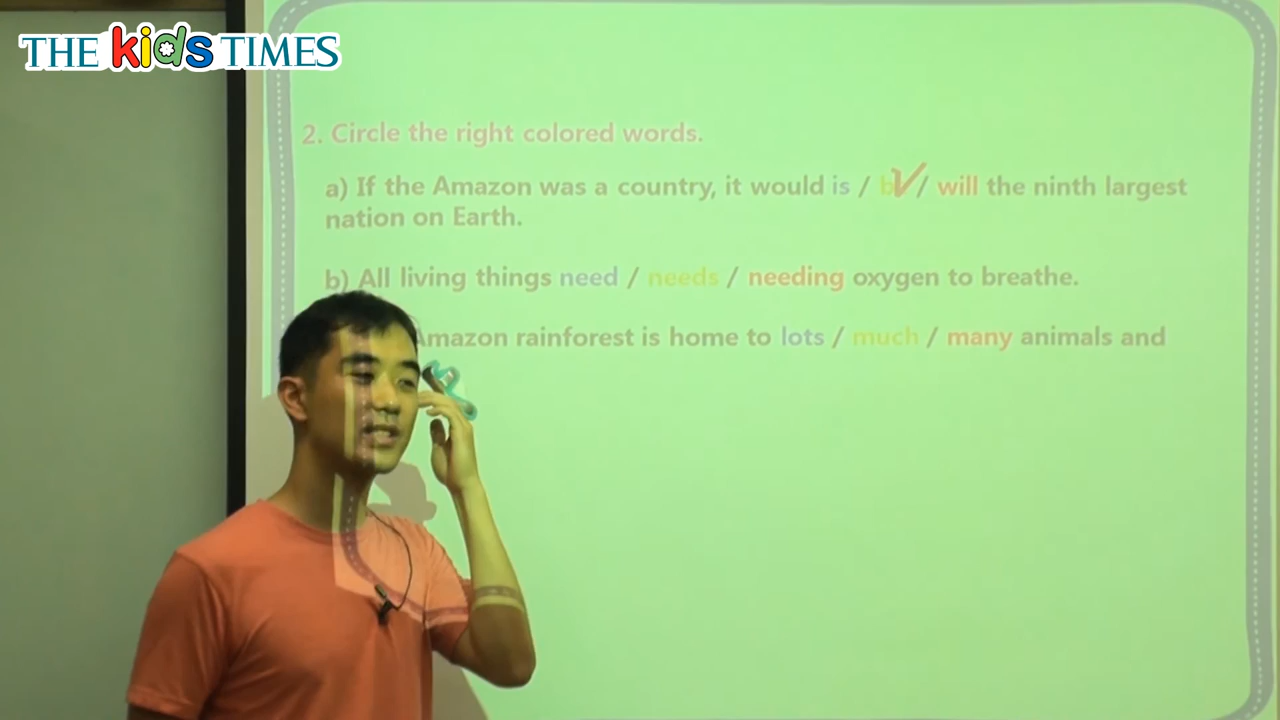 THE kids TIMES
2. Circle the right colored words.
a) If the Amazon was a country, it would is / / will the ninth largest
nation on Earth.
b) All living things need / needs / needing oxygen to breathe.
Amazon rainforest is home to lots / much / many animals and